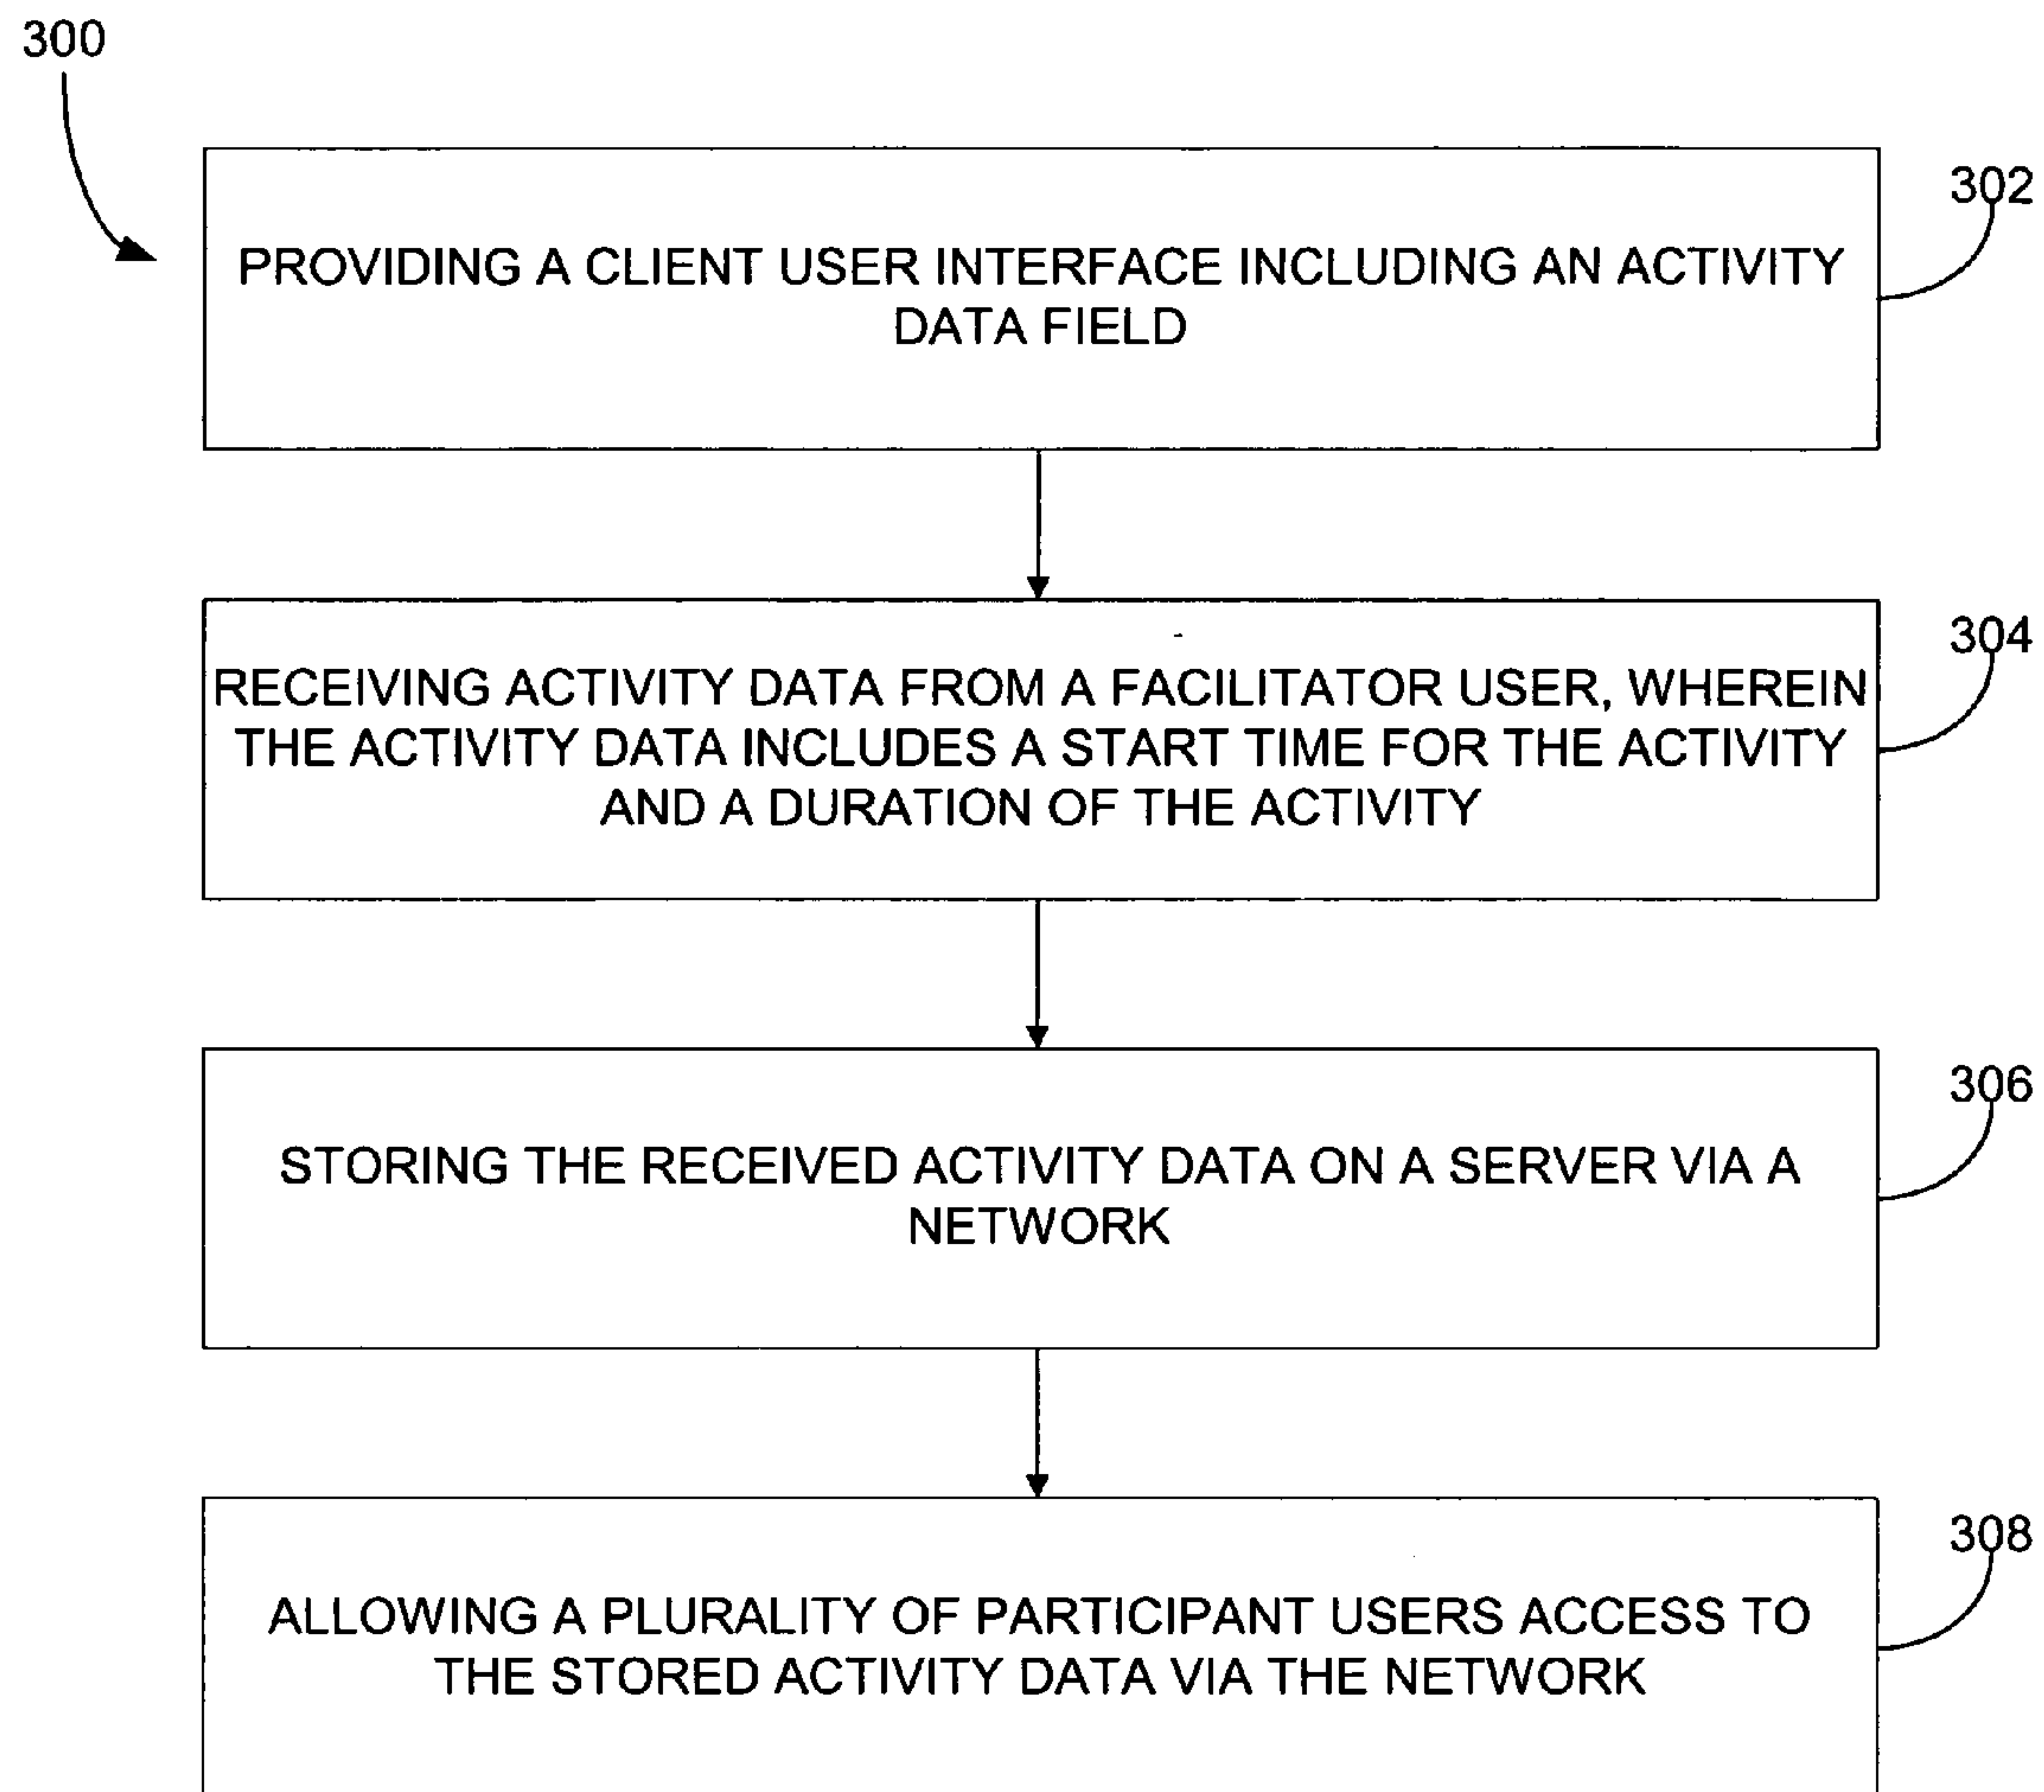 300
302
PROVIDING A CLIENT USER INTERFACE INCLUDING AN ACTIVITY
DATA FIELD
304
RECEIVING ACTIVITY DATA FROM A FACILITATOR USER, WHEREIN
THE ACTIVITY DATA INCLUDES A START TIME FOR THE ACTIVITY
AND A DURATION OF THE ACTIVITY
306
STORING THE RECEIVED ACTIVITY DATA ON A SERVER VIA A
NETWORK
308
ALLOWING A PLURALITY OF PARTICIPANT USERS ACCESS TO
THE STORED ACTIVITY DATA VIA THE NETWORK